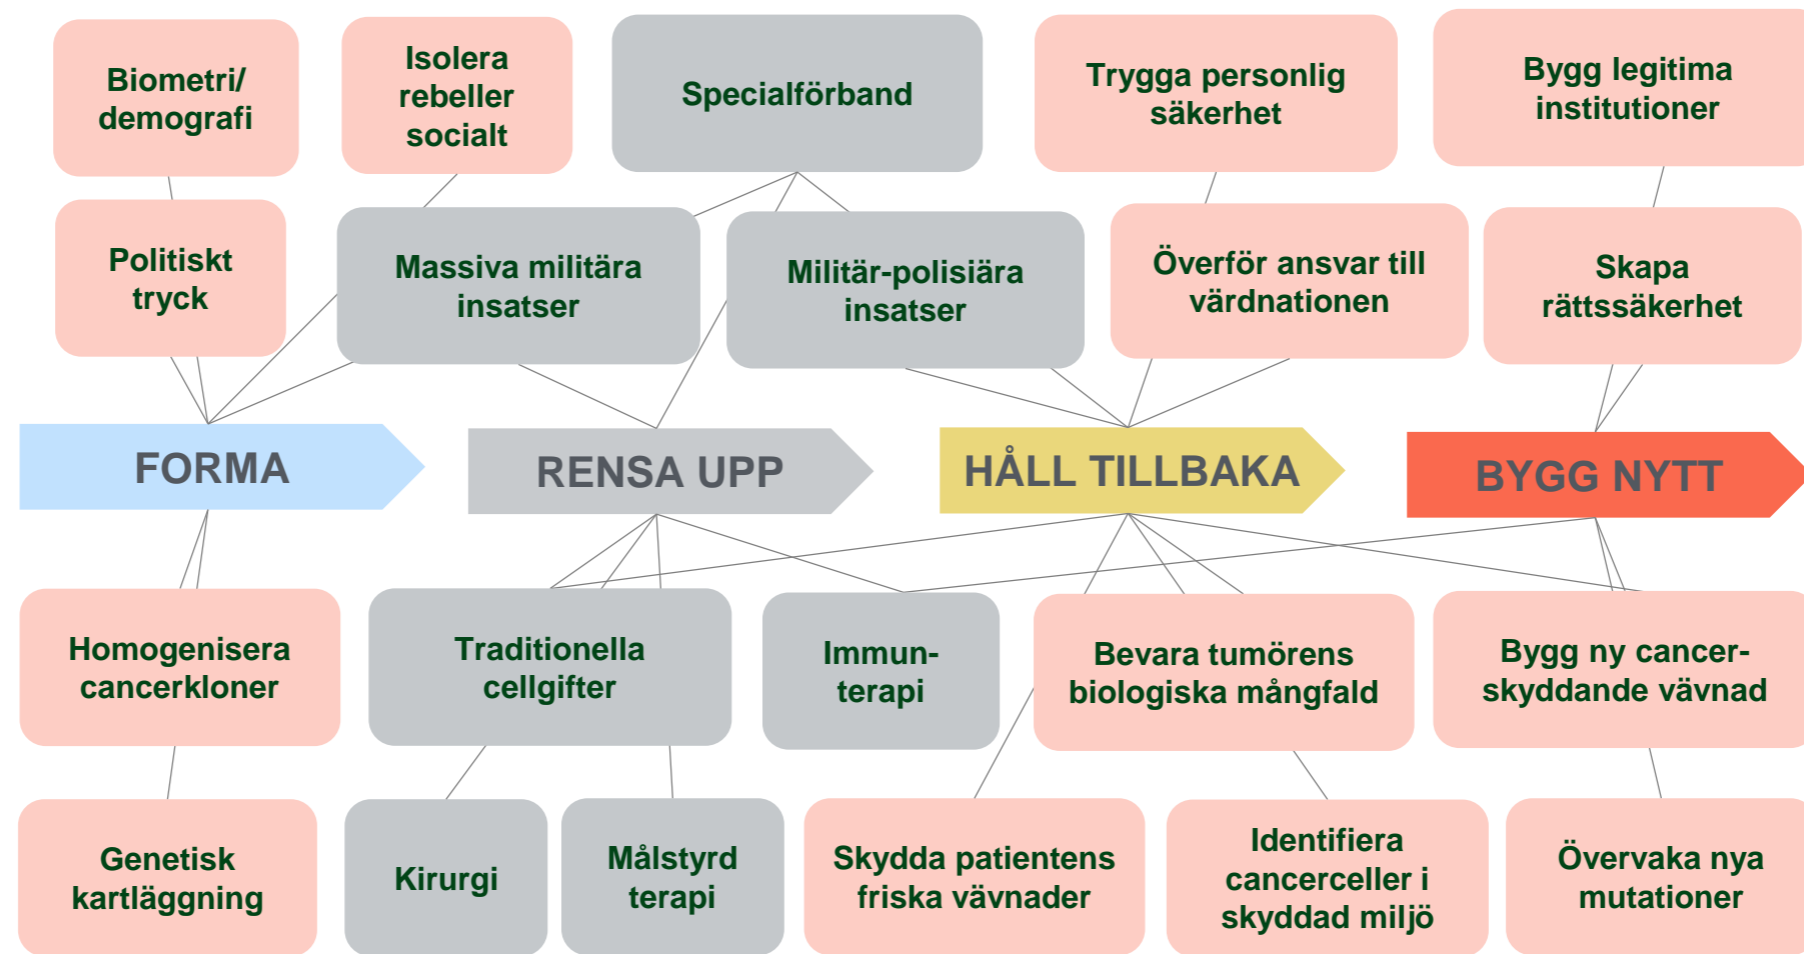 Biometri/
demografi
Isolera
rebeller
socialt
Specialförband
Trygga personlig
säkerhet
Bygg legitima
institutioner
Politiskt
tryck
Massiva militära
insatser
Militär-polisiära
insatser
Överför ansvar till
värdnationen
Skapa
rättssäkerhet
FORMA
RENSA UPP
HÅLL TILLBAKA
BYGG NYTT
Homogenisera
cancerkloner
Traditionella
cellgifter
Immun-
terapi
Bevara tumörens
biologiska mångfald
Bygg ny cancer-
skyddande vävnad
Genetisk
kartläggning
Kirurgi
Målstyrd
terapi
Skydda patientens
friska vävnader
Identifiera
cancerceller i
skyddad miljö
Övervaka nya
mutationer